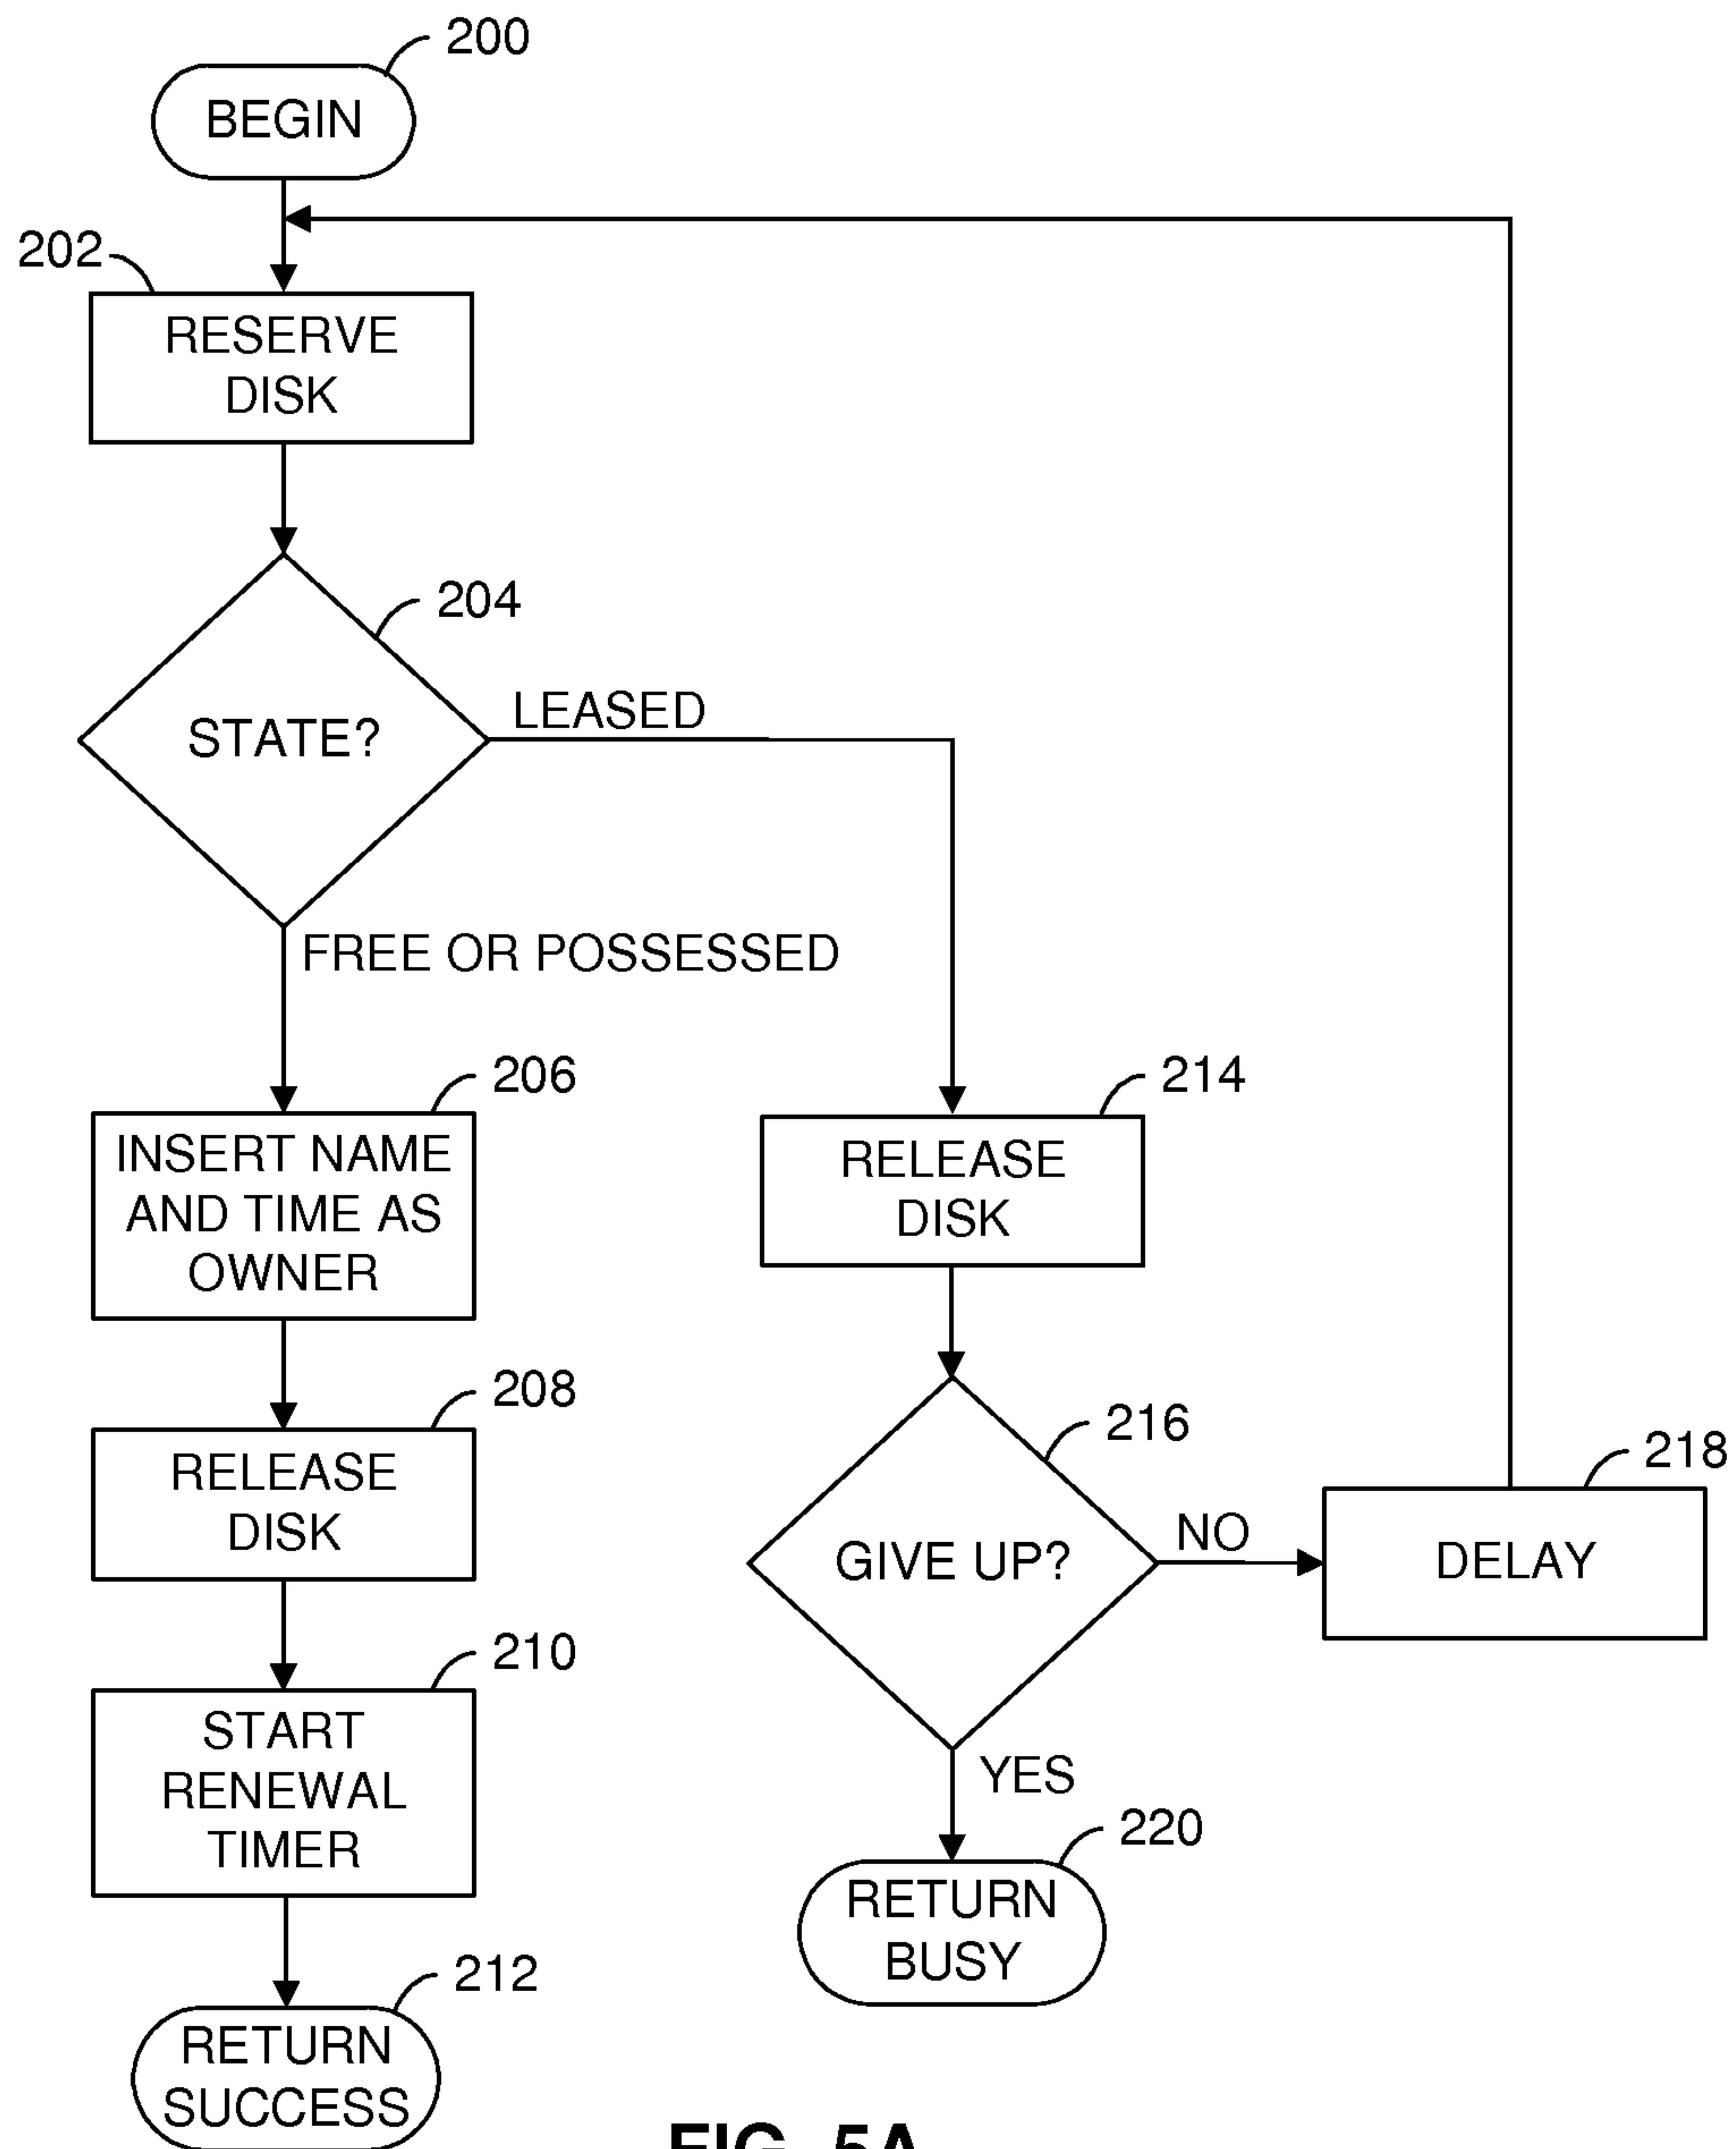 200
BEGIN
202
RESERVE
DISK
204
STATE?
LEASED
FREE OR POSSESSED
206
INSERT NAME
AND TIME AS
OWNER
214
RELEASE
DISK
208
RELEASE
DISK
216
GIVE UP?
NO
218
DELAY
210
START
RENEWAL
TIMER
YES
220
RETURN
BUSY
212
RETURN
SUCCESS
FIG. 5A